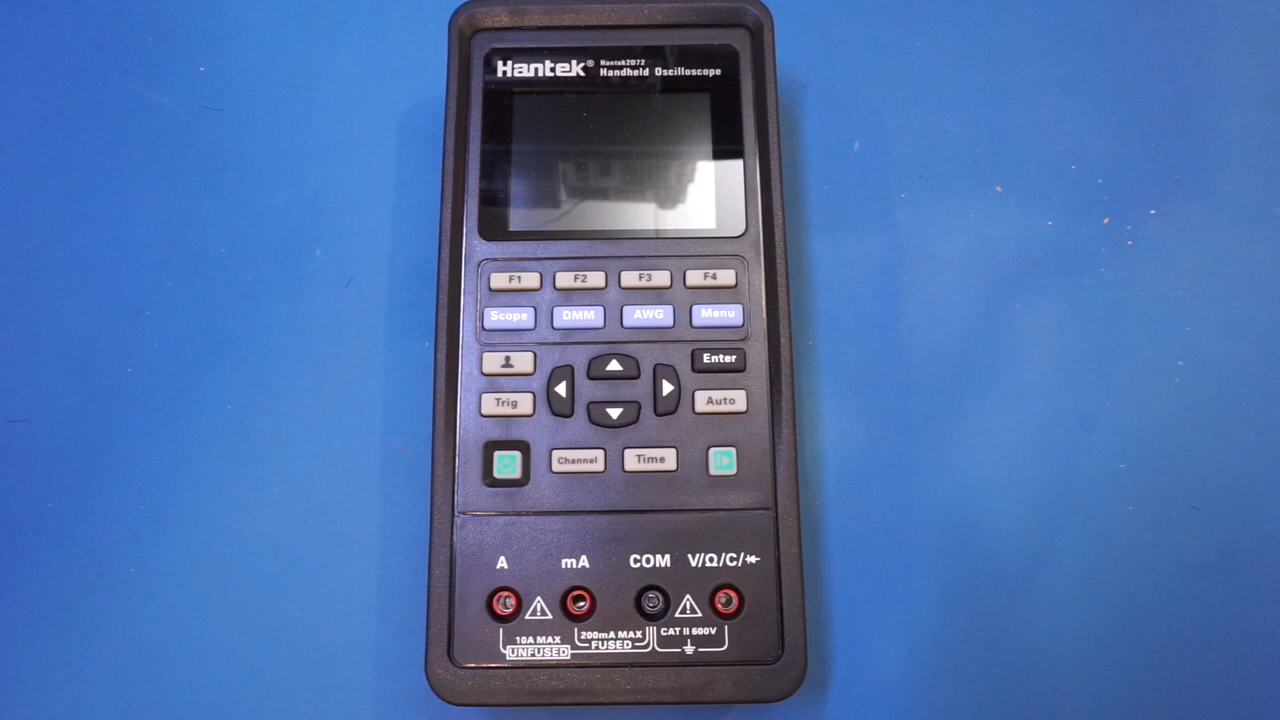 Hantek® Hantek2D72
Handheld Oscilloscope
F1 F2 F3 F4
Scope DMM AWG Menu
Enter
Trig Auto
Channel Time
A mA COM V/Ω/C/
10A MAX 200mA MAX CAT II 600V
UNFUSED FUSED